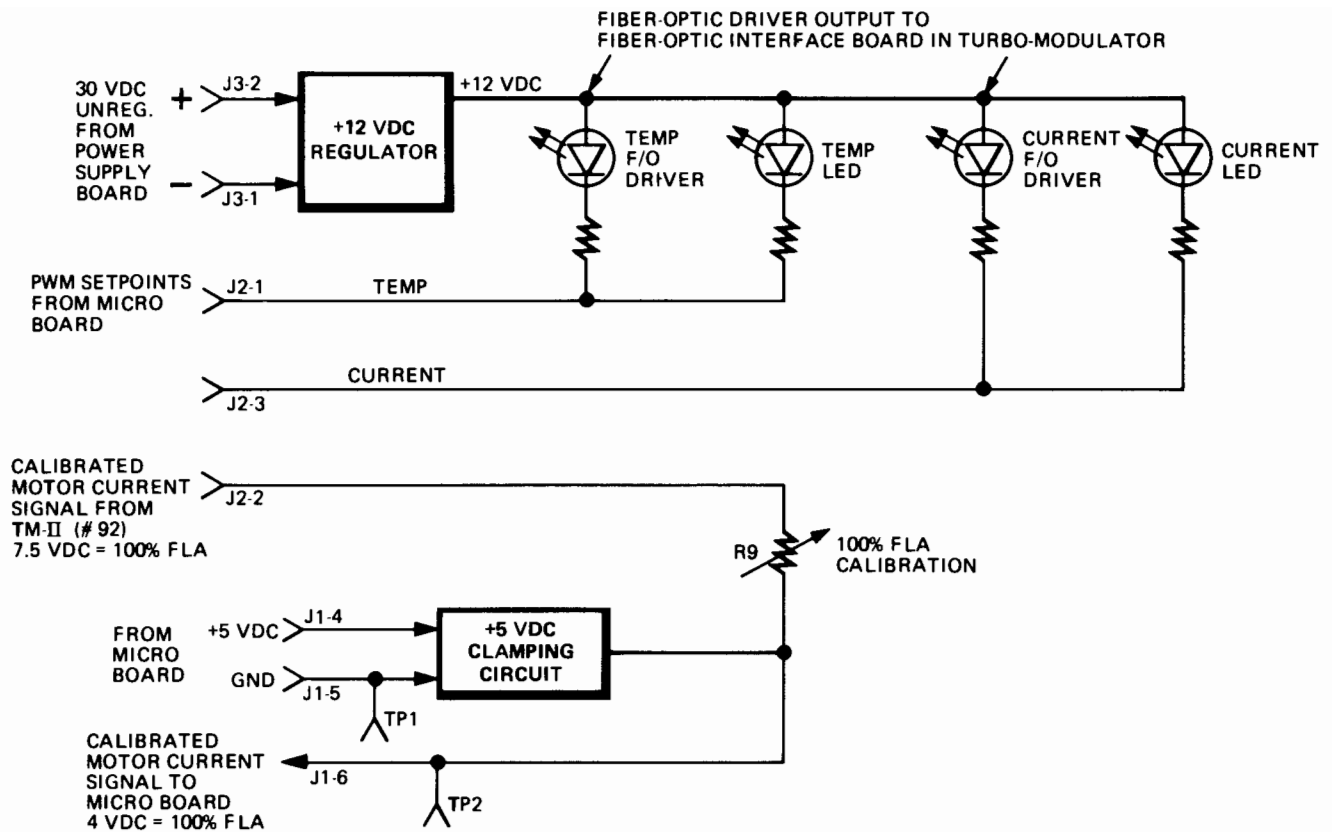 FIBER-OPTIC DRIVER OUTPUT TO
FIBER-OPTIC INTERFACE BOARD IN TURBO-MODULATOR
30 VDC
UNREG.
FROM
POWER
SUPPLY
BOARD
+
J3-2
-
J3-1
+12 VDC
REGULATOR
+12 VDC
TEMP
F/O
DRIVER
TEMP
LED
CURRENT
F/O
DRIVER
CURRENT
LED
PWM SETPOINTS
FROM MICRO
BOARD
J2-1
TEMP
CURRENT
J2-3
CALIBRATED
MOTOR CURRENT
SIGNAL FROM
TM-II (# 92)
7.5 VDC = 100% FLA
J2-2
R9
100% FLA
CALIBRATION
FROM
MICRO
BOARD
+5 VDC
J1-4
GND
J1-5
+5 VDC
CLAMPING
CIRCUIT
TP1
CALIBRATED
MOTOR CURRENT
SIGNAL TO
MICRO BOARD
4 VDC = 100% FLA
J1-6
TP2